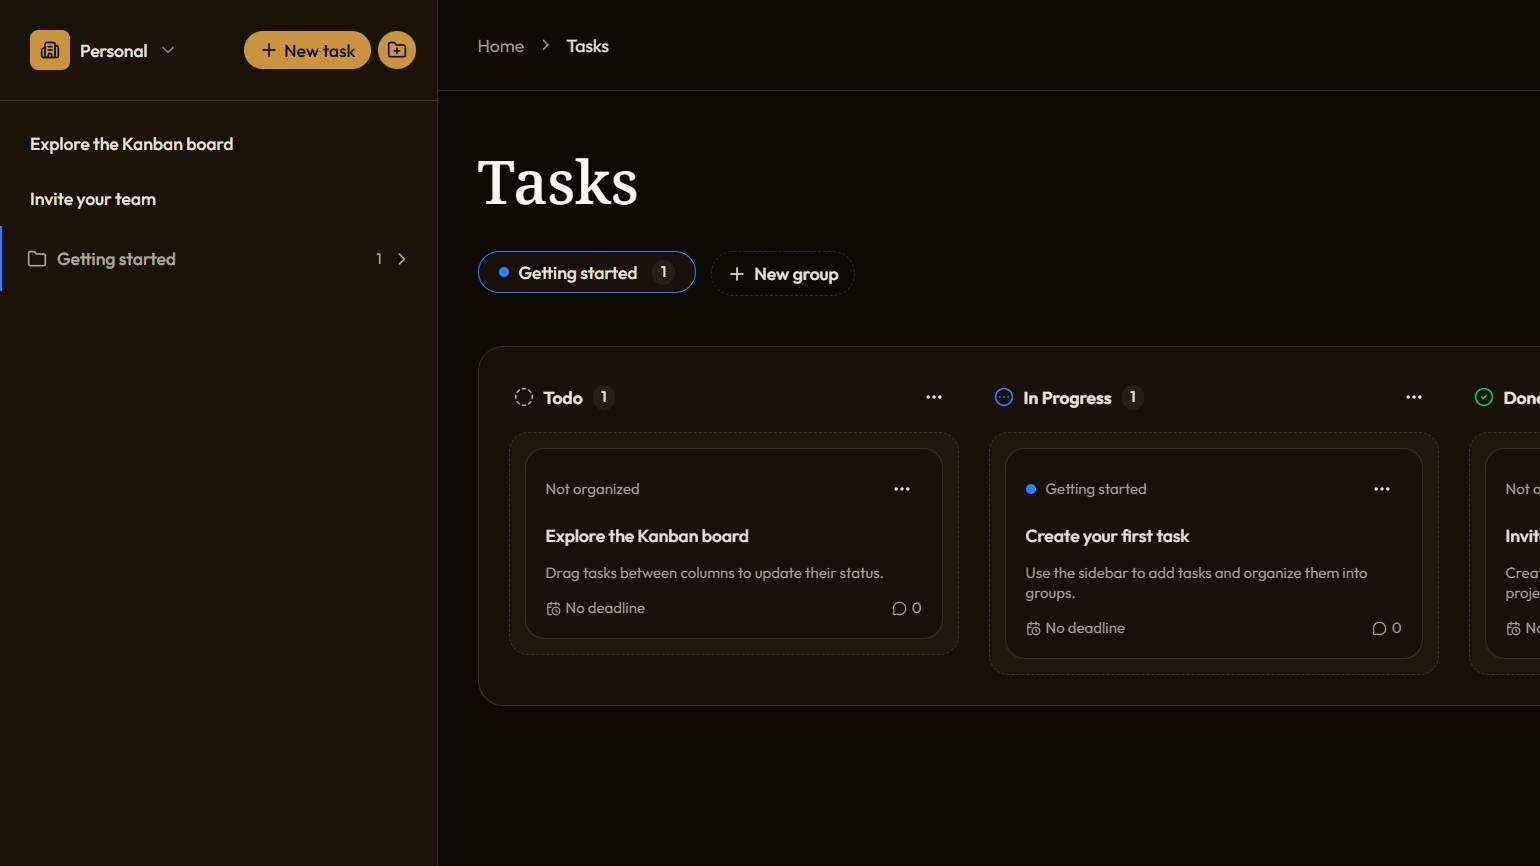 Personal
New task
Home
Tasks
Explore the Kanban board
Invite your team
Getting started
1
Tasks
Getting started 1
New group
Todo 1
Not organized
Explore the Kanban board
Drag tasks between columns to update their status.
No deadline
0
In Progress 1
Getting started
Create your first task
Use the sidebar to add tasks and organize them into
groups.
No deadline
0